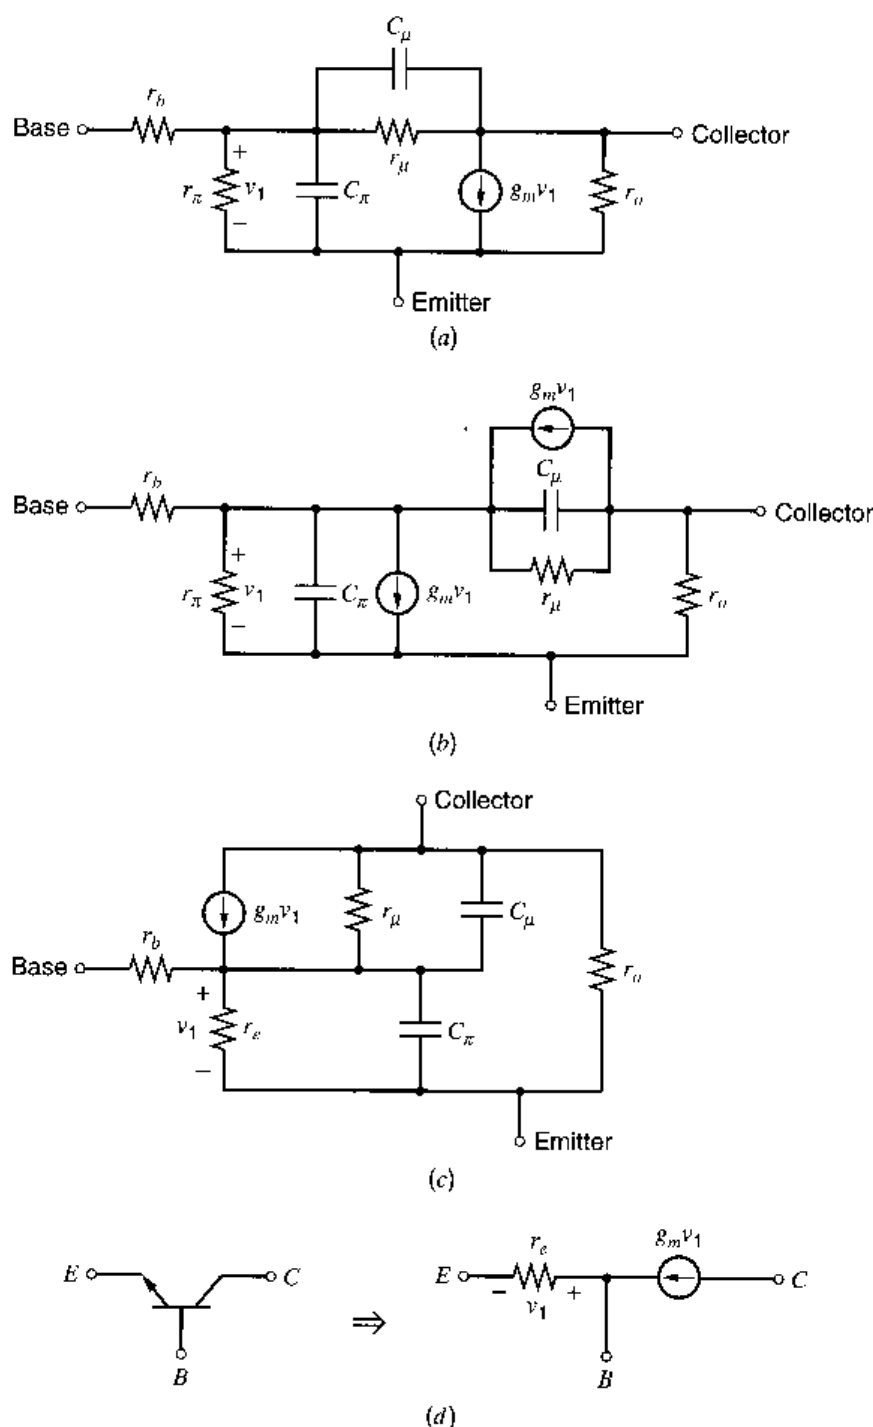 C_μ
r_b
Base
Collector
r_μ
+
r_π
v_1
−
C_π
g_m v_1
r_o
Emitter
(a)
g_m v_1
C_μ
r_b
Base
Collector
+
r_π
v_1
−
C_π
g_m v_1
r_μ
r_o
Emitter
(b)
Collector
g_m v_1
r_μ
C_μ
r_b
Base
r_o
+
v_1
r_e
−
C_π
Emitter
(c)
r_e
g_m v_1
E
C
⇒
E
−
v_1
+
C
B
B
(d)